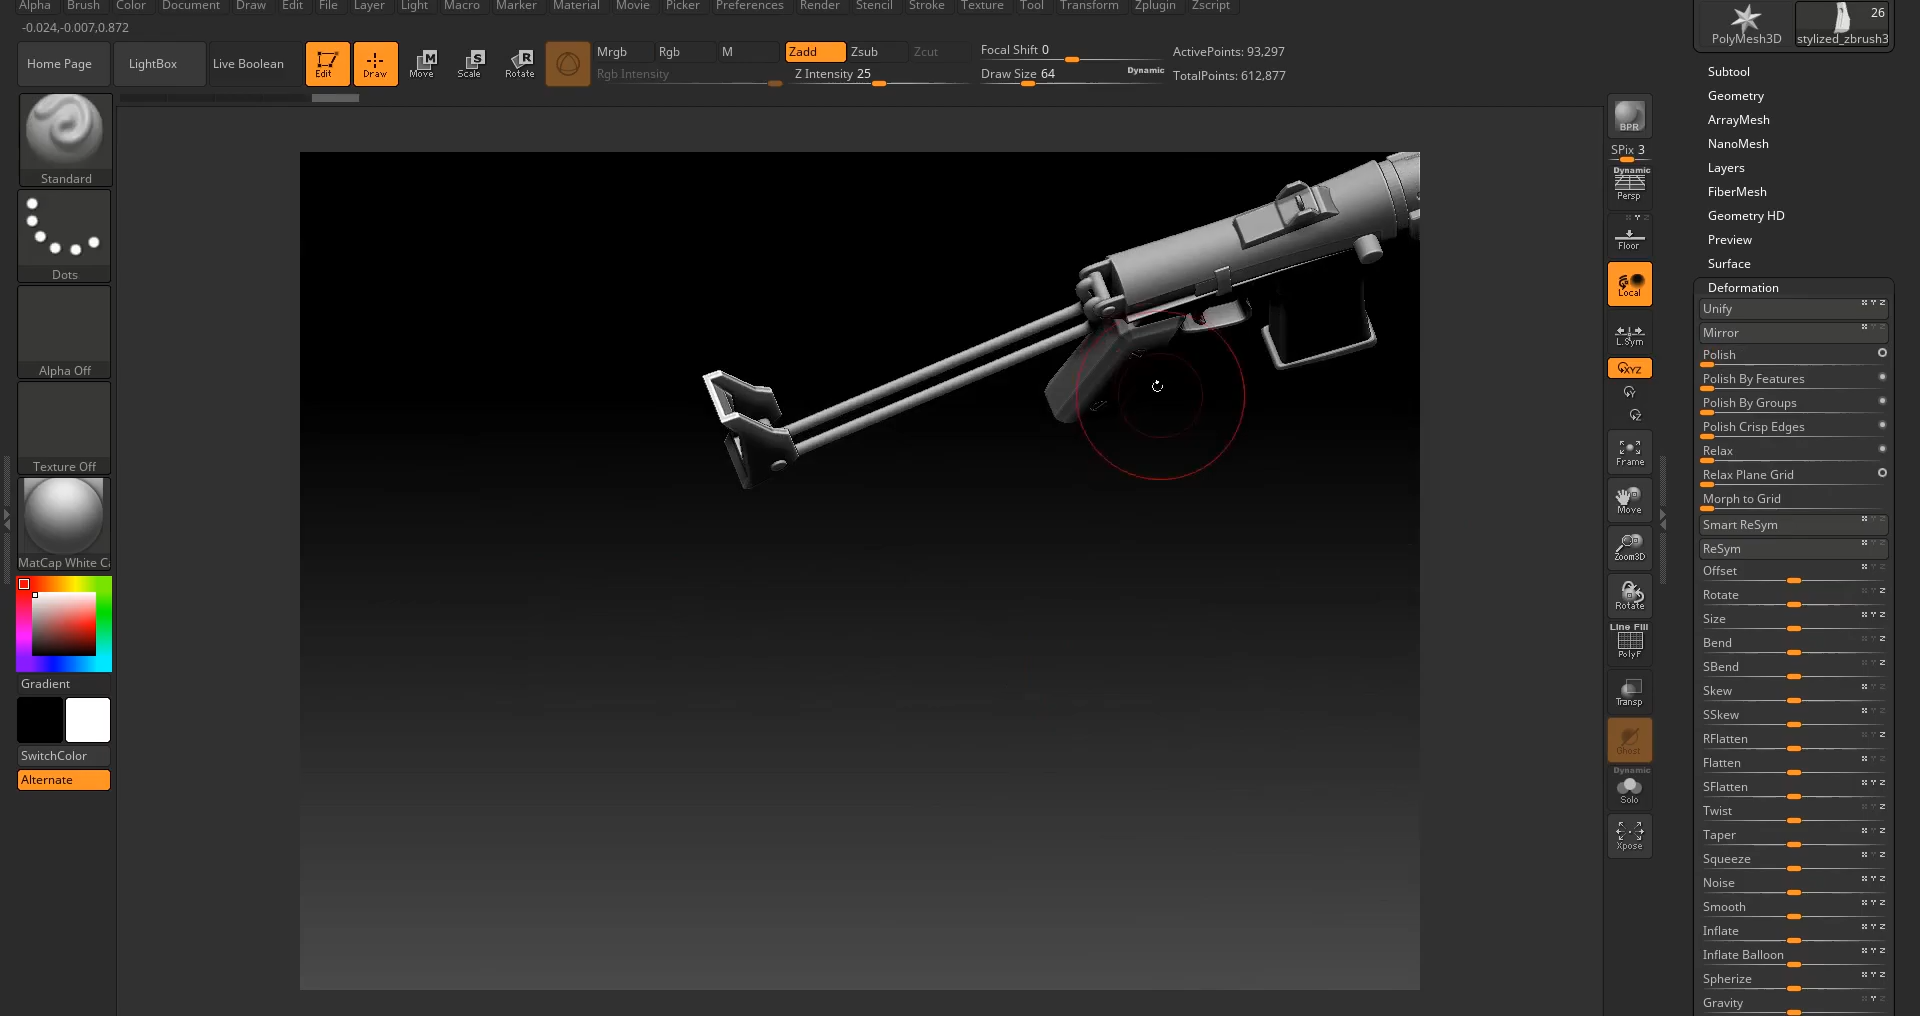 Alpha Brush Color Document Draw Edit File Layer Light Macro Marker Material Movie Picker Preferences Render Stencil Stroke Texture Tool Transform Zplugin Zscript
-0.024,-0.007,0.872
Home Page
LightBox
Live Boolean
Edit
Draw
Move
Scale
Rotate
Mrgb Rgb M
Rgb Intensity
Zadd Zsub Zcut
Z Intensity 25
Focal Shift 0
Draw Size 64
Dynamic
ActivePoints: 93,297
TotalPoints: 612,877
Standard
Dots
Alpha Off
Texture Off
MatCap White Ca
Gradient
SwitchColor
Alternate
BPR
SPix 3
Dynamic
Persp
Floor
Local
L.Sym
XYZ
Y
Z
Frame
Move
Zoom3D
Rotate
Line Fill
PolyF
Transp
Ghost
Dynamic
Solo
Xpose
PolyMesh3D
26
stylized_zbrush3
Subtool
Geometry
ArrayMesh
NanoMesh
Layers
FiberMesh
Geometry HD
Preview
Surface
Deformation
Unify
Mirror
Polish
Polish By Features
Polish By Groups
Polish Crisp Edges
Relax
Relax Plane Grid
Morph to Grid
Smart ReSym
ReSym
Offset
Rotate
Size
Bend
SBend
Skew
SSkew
RFlatten
Flatten
SFlatten
Twist
Taper
Squeeze
Noise
Smooth
Inflate
Inflate Balloon
Spherize
Gravity